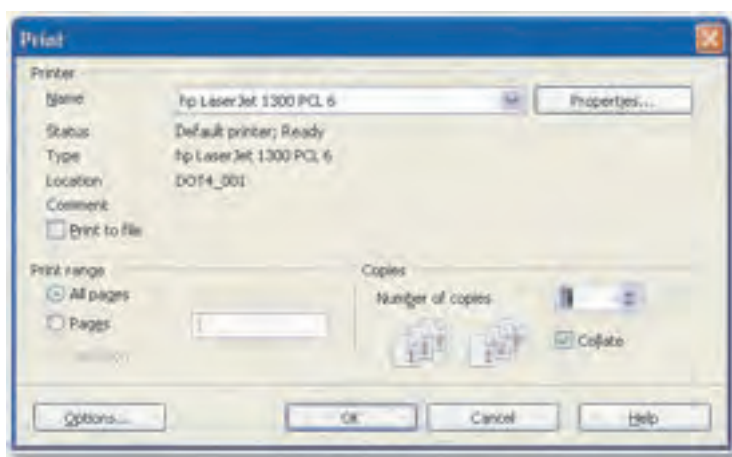 Print
Printer
Name hp LaserJet 1300 PCL 6 Properties...
Status Default printer; Ready
Type hp LaserJet 1300 PCL 6
Location DOT4_001
Comment
Print to file
Print range Copies
All pages Number of copies
Pages 1 Collate
Options... OK Cancel Help